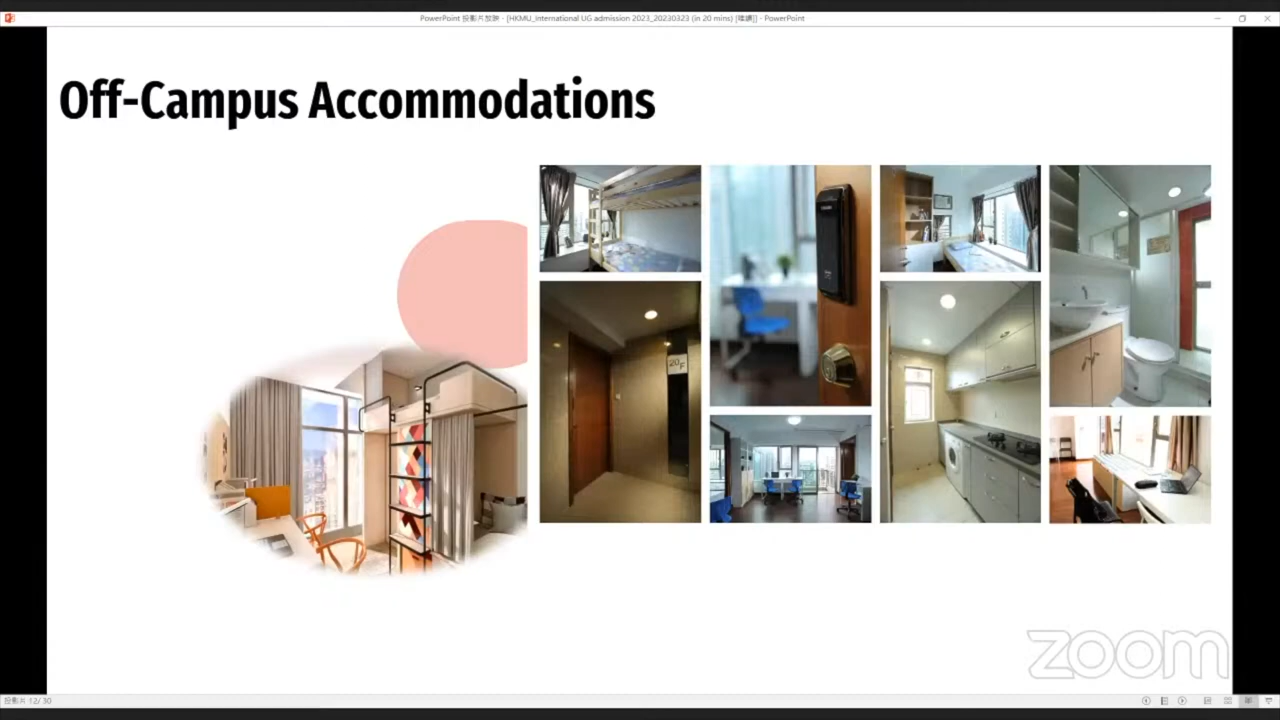 PowerPoint 投影片放映 - [HKMU_International UG admission 2023_20230323 (in 20 mins) [唯讀]] - PowerPoint
Off-Campus Accommodations
20/F
zoom
投影片 12/30